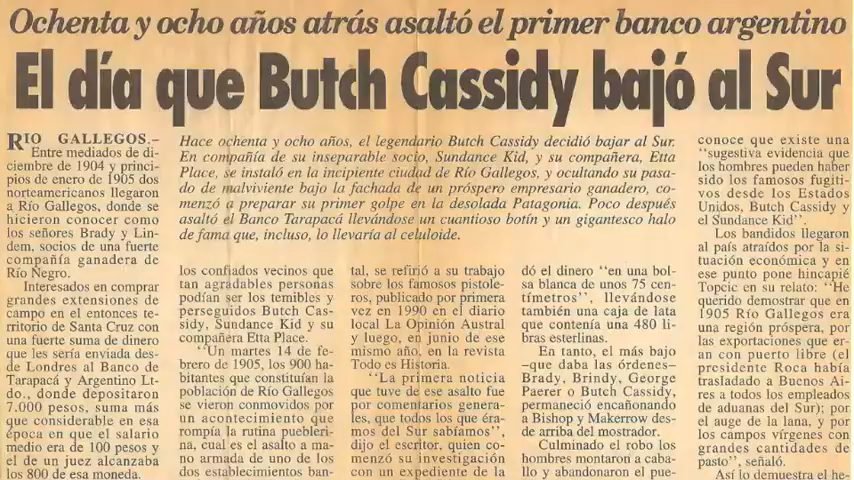 Ochenta y ocho años atrás asaltó el primer banco argentino
El día que Butch Cassidy bajó al Sur
RIO GALLEGOS.–
Entre mediados de di-
ciembre de 1904 y princi-
pios de enero de 1905 dos
norteamericanos llegaron
a Río Gallegos, donde se
hicieron conocer como
los señores Brady y Lin-
dem, socios de una fuerte
compañía ganadera de
Río Negro.
Interesados en comprar
grandes extensiones de
campo en el entonces te-
rritorio de Santa Cruz con
una fuerte suma de dinero
que les sería enviada des-
de Londres al Banco de
Tarapacá y Argentino Lt-
do., donde depositaron
7.000 pesos, suma más
que considerable en esa
época en que el salario
medio era de 100 pesos y
el de un juez alcanzaba
los 800 de esa moneda.
Hace ochenta y ocho años, el legendario Butch Cassidy decidió bajar al Sur.
En compañía de su inseparable socio, Sundance Kid, y su compañera, Etta
Place, se instaló en la incipiente ciudad de Río Gallegos, y ocultando su pasa-
do de malviviente bajo la fachada de un próspero empresario ganadero, co-
menzó a preparar su primer golpe en la desolada Patagonia. Poco después
asaltó el Banco Tarapacá llevándose un cuantioso botín y un gigantesco halo
de fama que, incluso, lo llevaría al celuloide.
los confiados vecinos que
tan agradables personas
podían ser los temibles y
perseguidos Butch Cas-
sidy, Sundance Kid y su
compañera Etta Place.
"Un martes 14 de fe-
brero de 1905, los 900 ha-
bitantes que constituían la
población de Río Gallegos
se vieron conmovidos por
un acontecimiento que
rompía la rutina pueblerí-
na, cual es el asalto a ma-
no armada de uno de los
dos establecimientos ban-
tal, se refirió a su trabajo
sobre los famosos pistole-
ros, publicado por primera
vez en 1990 en el diario
local La Opinión Austral
y luego, en junio de ese
mismo año, en la revista
Todo es Historia.
"La primera noticia
que tuve de ese asalto fue
por comentarios genera-
les, que todos los que éra-
mos del Sur sabíamos",
dijo el escritor, quien co-
menzó su investigación
con un expediente de la
dó el dinero "en una bol-
sa blanca de unos 75 cen-
tímetros", llevándose
también una caja de lata
que contenía una 480 li-
bras esterlinas.
En tanto, el más bajo
–que daba las órdenes–
Brady, Brindy, George
Paerer o Butch Cassidy,
permaneció encañonando
a Bishop y Makerrow des-
de arriba del mostrador.
Culminado el robo los
hombres montaron a caba-
llo y abandonaron el pue-
conoce que existe una
"sugestiva evidencia que
los hombres pueden haber
sido los famosos fugiti-
vos desde los Estados
Unidos, Butch Cassidy y
el Sundance Kid".
Los bandidos llegaron
al país atraídos por la si-
tuación económica y en
ese punto pone hincapié
Topcic en su relato: "He
querido demostrar que en
1905 Río Gallegos era
una región próspera, por
las exportaciones que er-
an con puerto libre (el
presidente Roca había
trasladado a Buenos Ai-
res a todos los empleados
de aduanas del Sur); por
el auge de la lana, y por
los campos vírgenes con
grandes cantidades de
pasto", señaló.
Así lo demuestra el he-